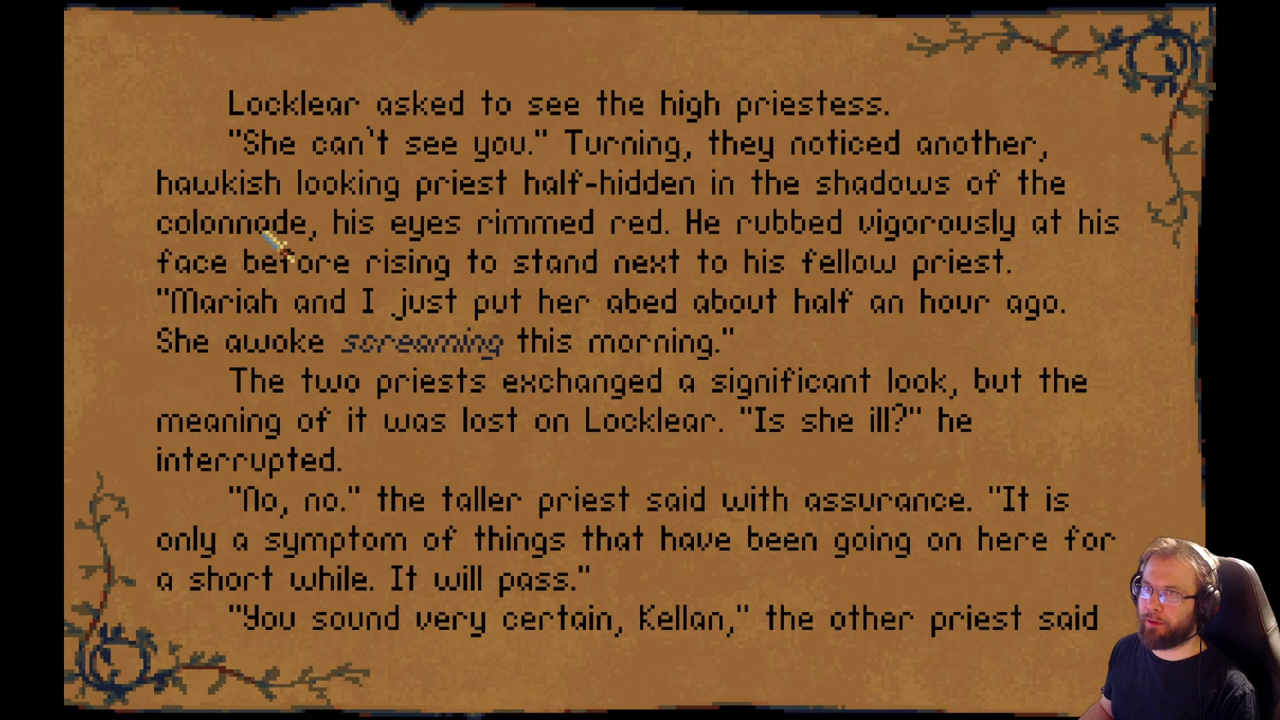 Locklear asked to see the high priestess.
"She can't see you." Turning, they noticed another,
hawkish looking priest half-hidden in the shadows of the
colonnade, his eyes rimmed red. He rubbed vigorously at his
face before rising to stand next to his fellow priest.
"Mariah and I just put her abed about half an hour ago.
She awoke screaming this morning."
The two priests exchanged a significant look, but the
meaning of it was lost on Locklear. "Is she ill?" he
interrupted.
"No, no." the taller priest said with assurance. "It is
only a symptom of things that have been going on here for
a short while. It will pass."
"You sound very certain, Kellan," the other priest said